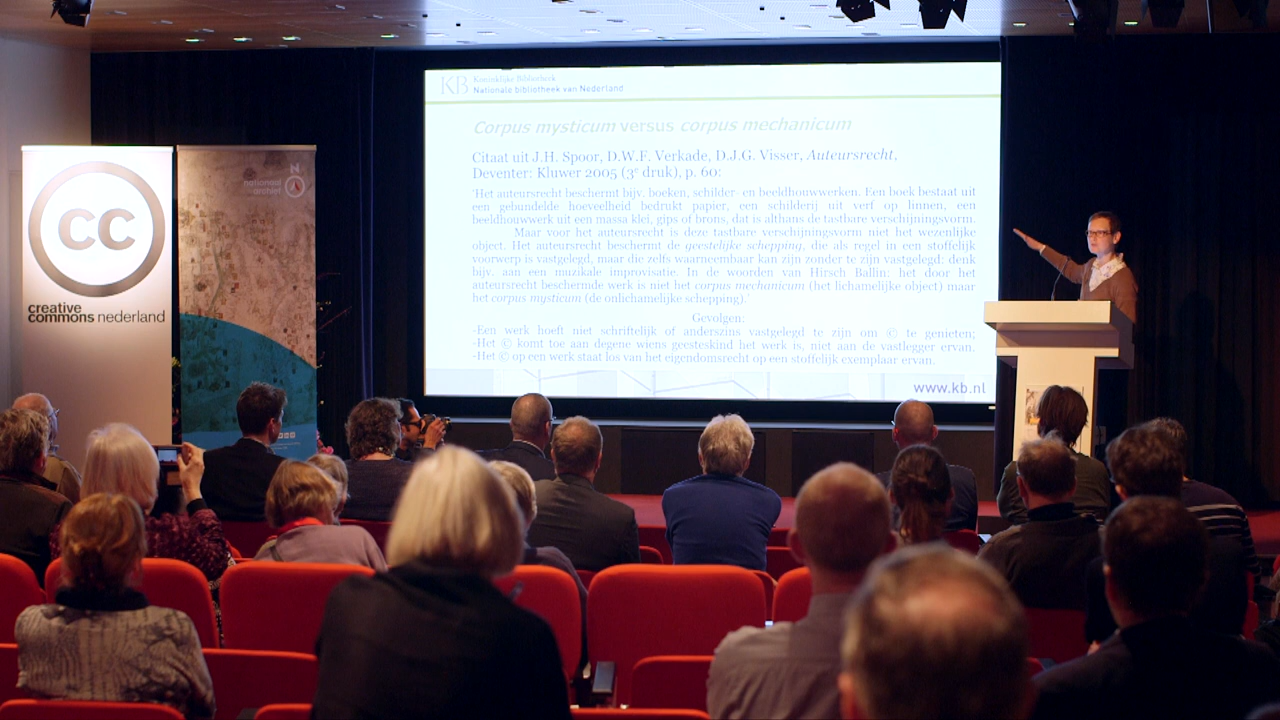 KB Koninklijke Bibliotheek
Nationale bibliotheek van Nederland
Corpus mysticum versus corpus mechanicum
Citaat uit J.H. Spoor, D.W.F. Verkade, D.J.G. Visser, Auteursrecht,
Deventer: Kluwer 2005 (3e druk), p. 60:
'Het auteursrecht beschermt bijv. boeken, schilder- en beeldhouwwerken. Een boek bestaat uit
een gebundelde hoeveelheid bedrukt papier, een schilderij uit verf op linnen, een
beeldhouwwerk uit een massa klei, gips of brons, dat is althans de tastbare verschijningsvorm.
Maar voor het auteursrecht is deze tastbare verschijningsvorm niet het wezenlijke
object. Het auteursrecht beschermt de geestelijke schepping, die als regel in een stoffelijk
voorwerp is vastgelegd, maar die zelfs waarneembaar kan zijn zonder te zijn vastgelegd: denk
bijv. aan een muzikale improvisatie. In de woorden van Hirsch Ballin: het door het
auteursrecht beschermde werk is niet het corpus mechanicum (het lichamelijke object) maar
het corpus mysticum (de onlichamelijke schepping).'
Gevolgen:
-Een werk hoeft niet schriftelijk of anderszins vastgelegd te zijn om © te genieten;
-Het © komt toe aan degene wiens geesteskind het werk is, niet aan de vastlegger ervan.
-Het © op een werk staat los van het eigendomsrecht op een stoffelijk exemplaar ervan.
www.kb.nl
cc
creative
commons nederland
N
nationaal
archief